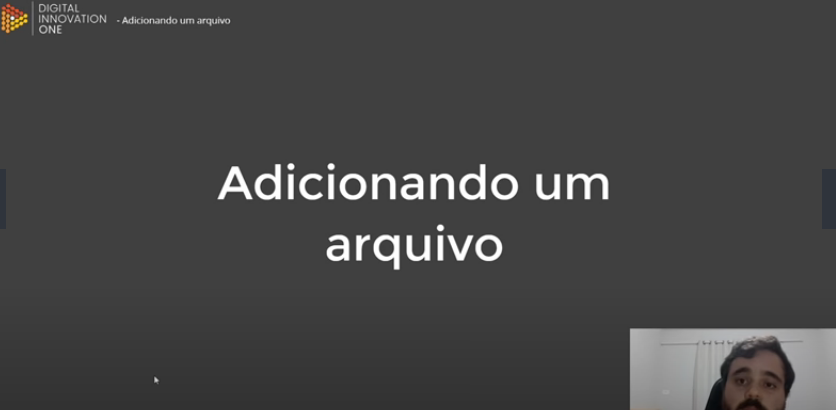 DIGITAL
INNOVATION
ONE
- Adicionando um arquivo
Adicionando um
arquivo